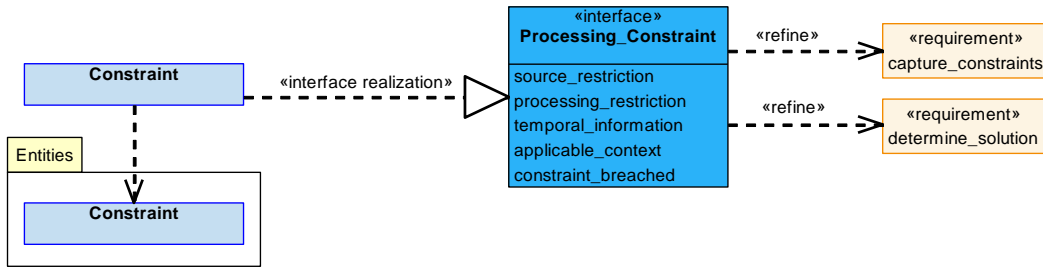 Constraint
«interface realization»
«interface»
Processing_Constraint
source_restriction
processing_restriction
temporal_information
applicable_context
constraint_breached
«refine»
«requirement»
capture_constraints
«refine»
«requirement»
determine_solution
Entities
Constraint